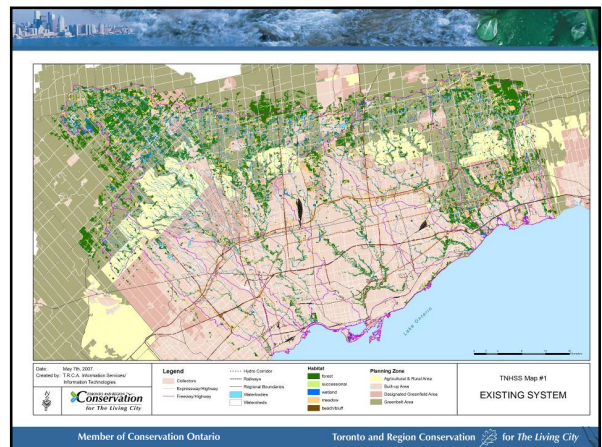 Lake Ontario
Date: May 7th, 2007.
Created by: T.R.C.A. Information Services/
Information Technologies
TORONTO AND REGION
Conservation
for The Living City
Legend
Collectors
Expressway/Highway
Freeway/Highway
Hydro Corridor
Railways
Regional Boundaries
Waterbodies
Watersheds
Habitat
forest
successional
wetland
meadow
beach/bluff
Planning Zone
Agricultural & Rural Area
Built-up Area
Designated Greenfield Area
Greenbelt Area
TNHSS Map #1
EXISTING SYSTEM
Member of Conservation Ontario
Toronto and Region Conservation for The Living City